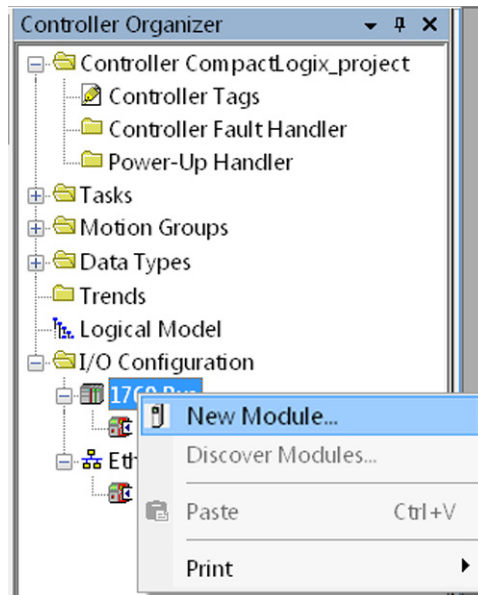 Controller Organizer
Controller CompactLogix_project
Controller Tags
Controller Fault Handler
Power-Up Handler
Tasks
Motion Groups
Data Types
Trends
Logical Model
I/O Configuration
New Module...
Discover Modules...
Paste Ctrl+V
Print